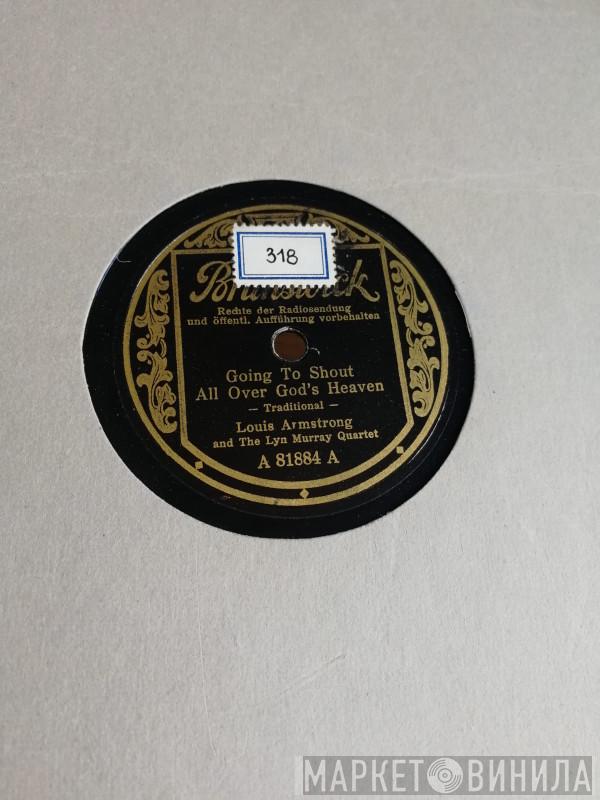 318
Brunswick
Rechte der Radiosendung
und öffentl. Aufführung vorbehalten
Going To Shout
All Over God's Heaven
— Traditional —
Louis Armstrong
and The Lyn Murray Quartet
A 81884 A
МАРКЕТ ВИНИЛА